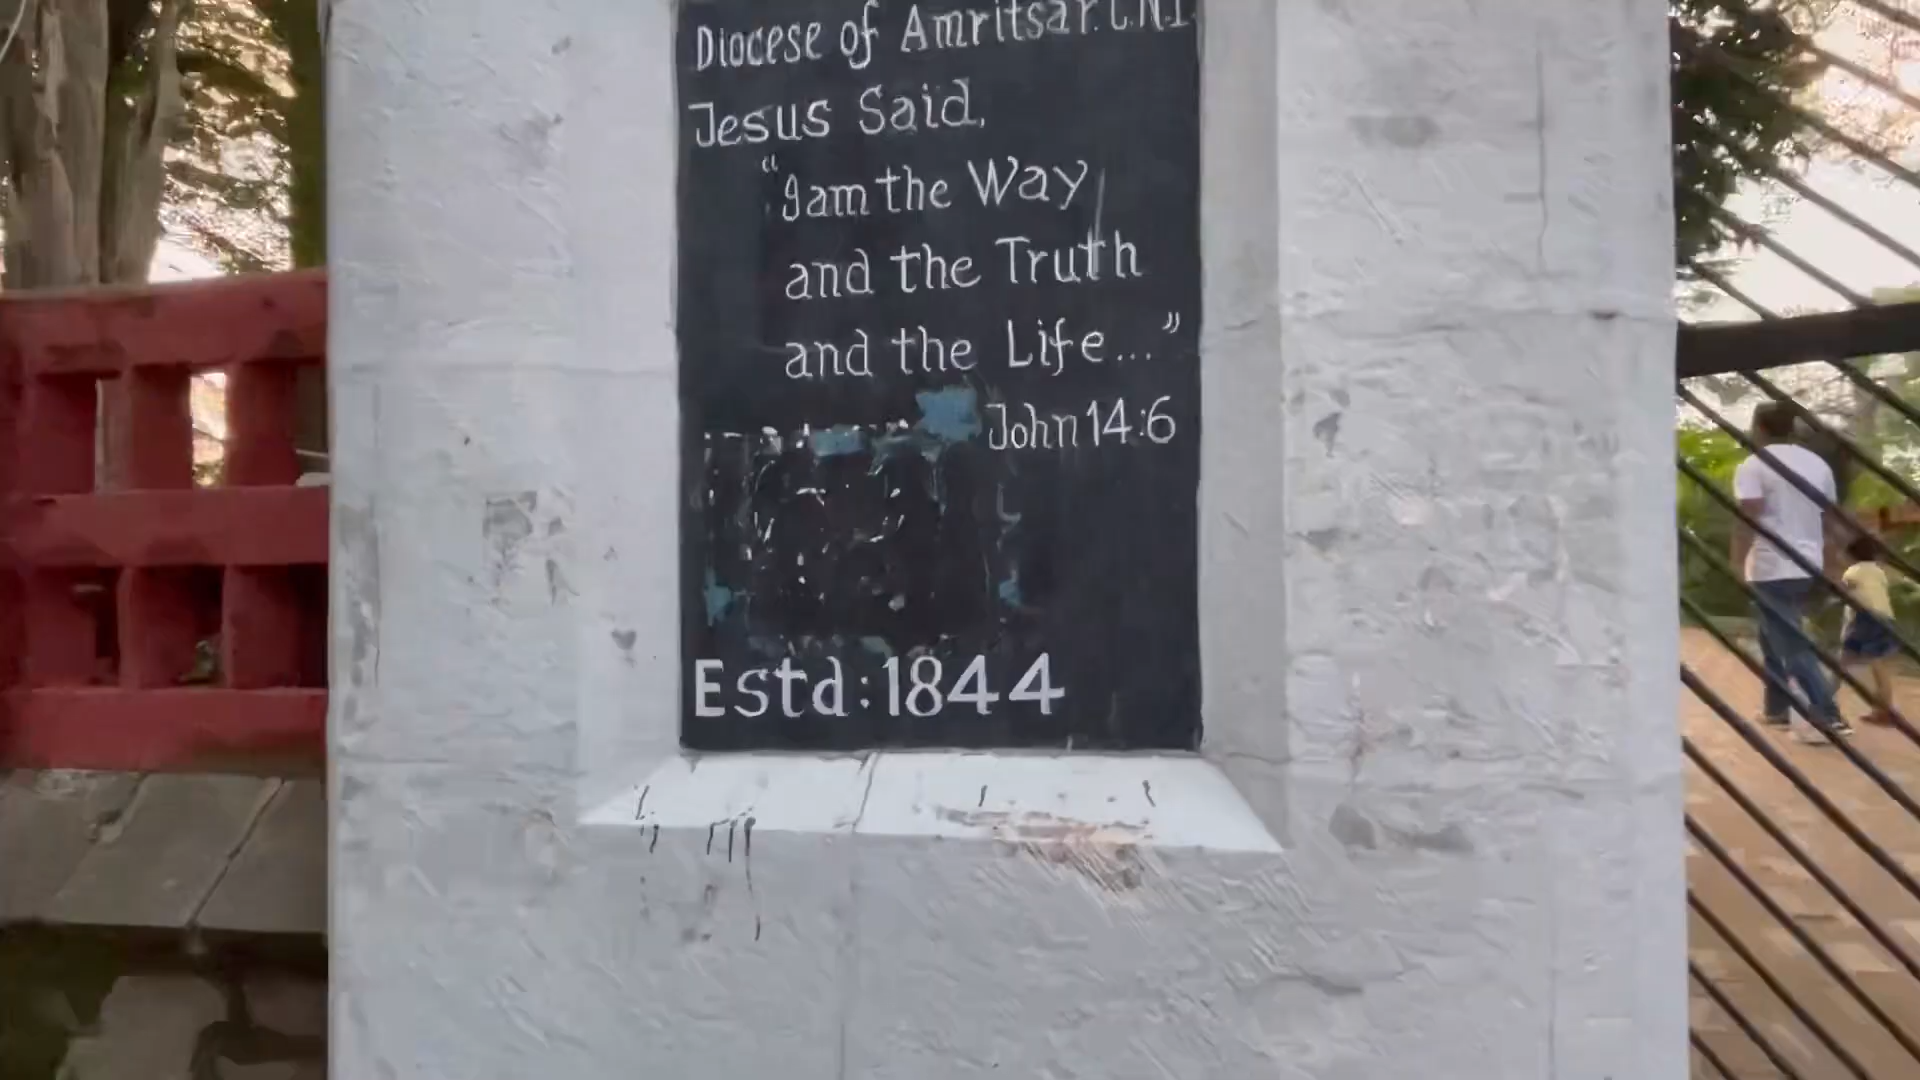 Diocese of Amritsar. C.N.I.
Jesus Said,
"I am the Way
and the Truth
and the Life..."
John 14:6
Estd:1844